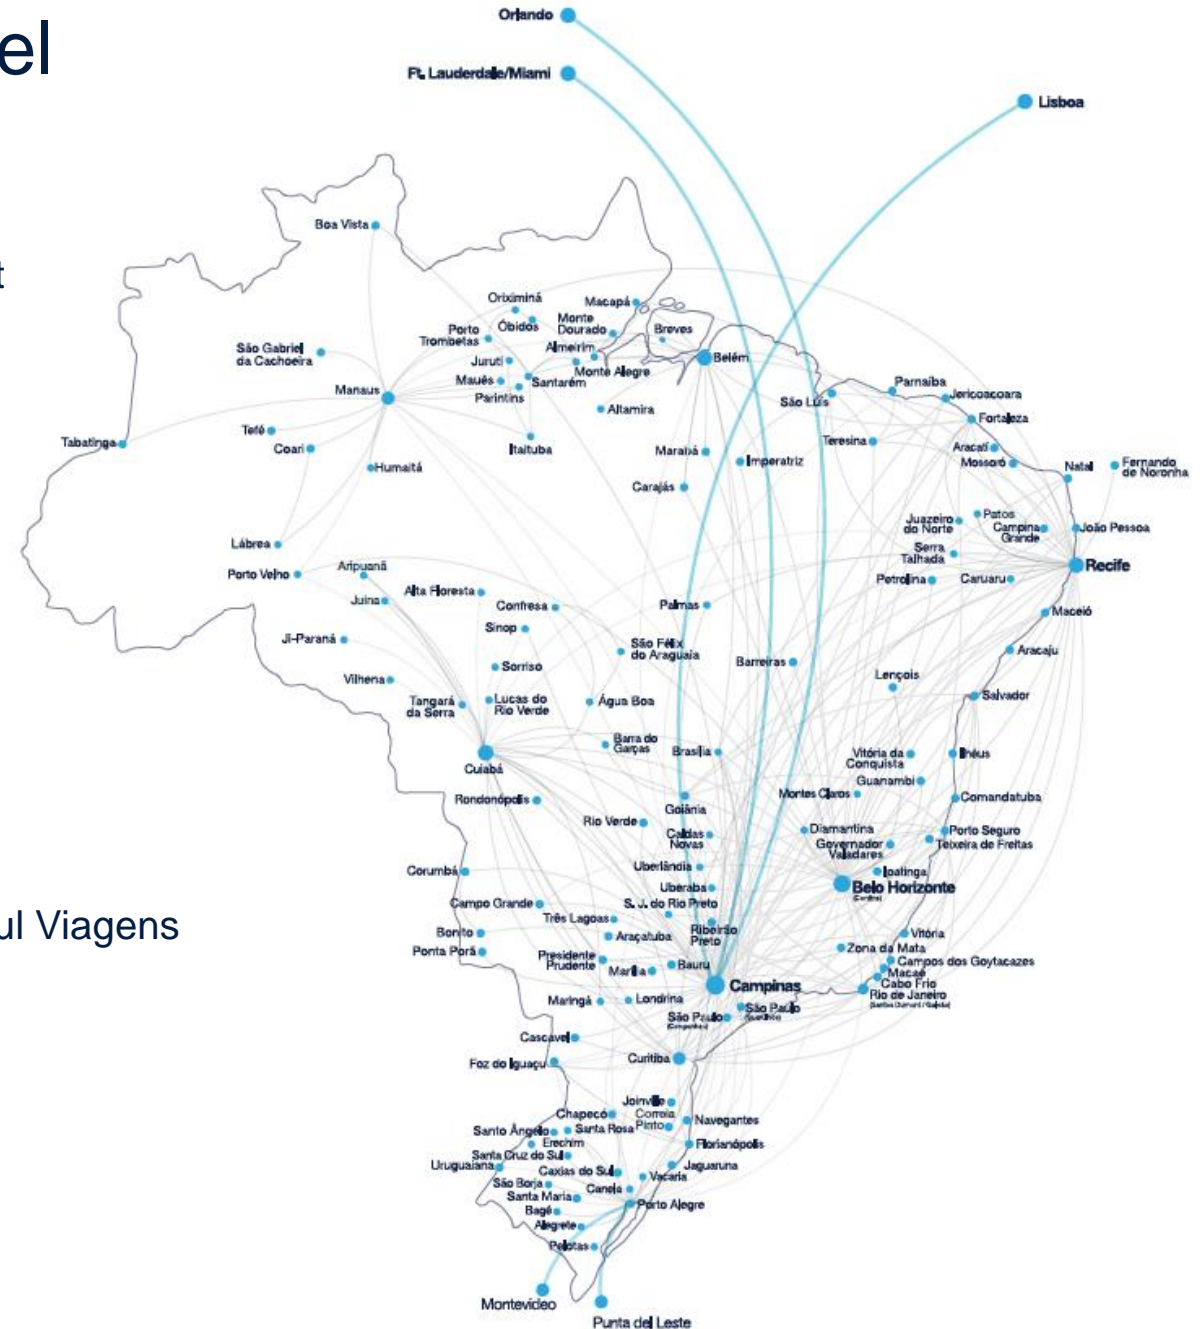 el
Orlando
Ft. Lauderdale/Miami
Lisboa
t
Boa Vista
Oriximiná
Macapá
Óbidos
Monte
Dourado
Breves
Porto
Trombetas
São Gabriel
da Cachoeira
Almeirim
Belém
Juruti
Monte Alegre
Manaus
Maués
Santarém
Parintins
Parnaíba
Jericoacoara
São Luís
Altamira
Fortaleza
Tefé
Tabatinga
Coari
Itaituba
Marabá
Teresina
Aracati
Imperatriz
Mossoró
Natal
Fernando
de Noronha
Humaitá
Carajás
Juazeiro
do Norte
Patos
Campina
Grande
João Pessoa
Lábrea
Serra
Talhada
Recife
Porto Velho
Aripuanã
Petrolina
Caruaru
Alta Floresta
Juína
Confresa
Palmas
Maceió
Sinop
Ji-Paraná
São Félix
do Araguaia
Aracaju
Sorriso
Barreiras
Lençois
Vilhena
Salvador
Tangará
da Serra
Lucas do
Rio Verde
Água Boa
Barra do
Garças
Brasília
Vitória da
Conquista
Ilhéus
Cuiabá
Guanambi
Rondonópolis
Montes Claros
Comandatuba
Goiânia
Rio Verde
Caldas
Novas
Diamantina
Porto Seguro
Governador
Valadares
Teixeira de Freitas
Uberlândia
Ipatinga
Corumbá
Uberaba
Belo Horizonte
(Confins)
Campo Grande
S. J. do Rio Preto
Três Lagoas
ul Viagens
Bonito
Araçatuba
Ribeirão
Preto
Vitória
Ponta Porã
Zona da Mata
Presidente
Prudente
Campos dos Goytacazes
Marília
Bauru
Macaé
Campinas
Cabo Frio
Rio de Janeiro
(Santos Dumont / Galeão)
Maringá
Londrina
São Paulo
(Guarulhos)
São Paulo
(Congonhas)
Cascavel
Curitiba
Foz do Iguaçu
Joinville
Chapecó
Correia
Pinto
Navegantes
Santo Ângelo
Santa Rosa
Erechim
Florianópolis
Santa Cruz do Sul
Uruguaiana
Caxias do Sul
Jaguaruna
São Borja
Vacaria
Canela
Santa Maria
Porto Alegre
Bagé
Alegrete
Pelotas
Montevideo
Punta del Leste